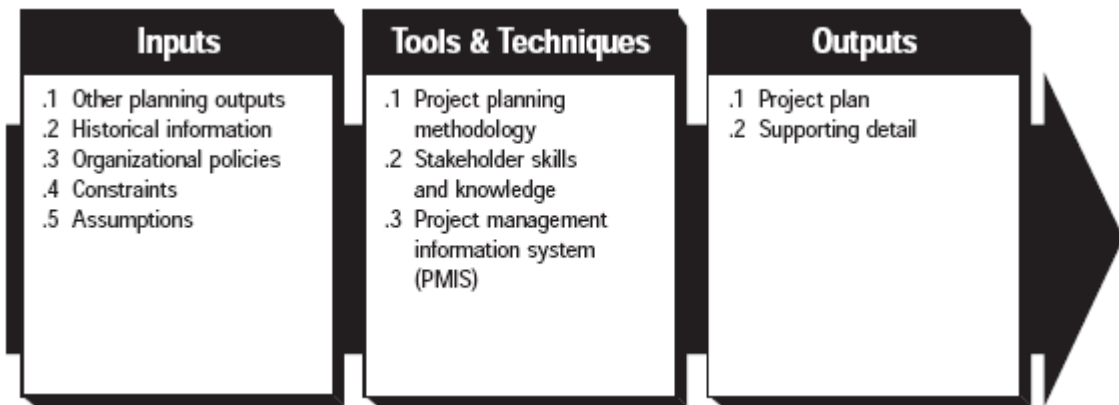 Inputs
.1 Other planning outputs
.2 Historical information
.3 Organizational policies
.4 Constraints
.5 Assumptions
Tools & Techniques
.1 Project planning
methodology
.2 Stakeholder skills
and knowledge
.3 Project management
information system
(PMIS)
Outputs
.1 Project plan
.2 Supporting detail